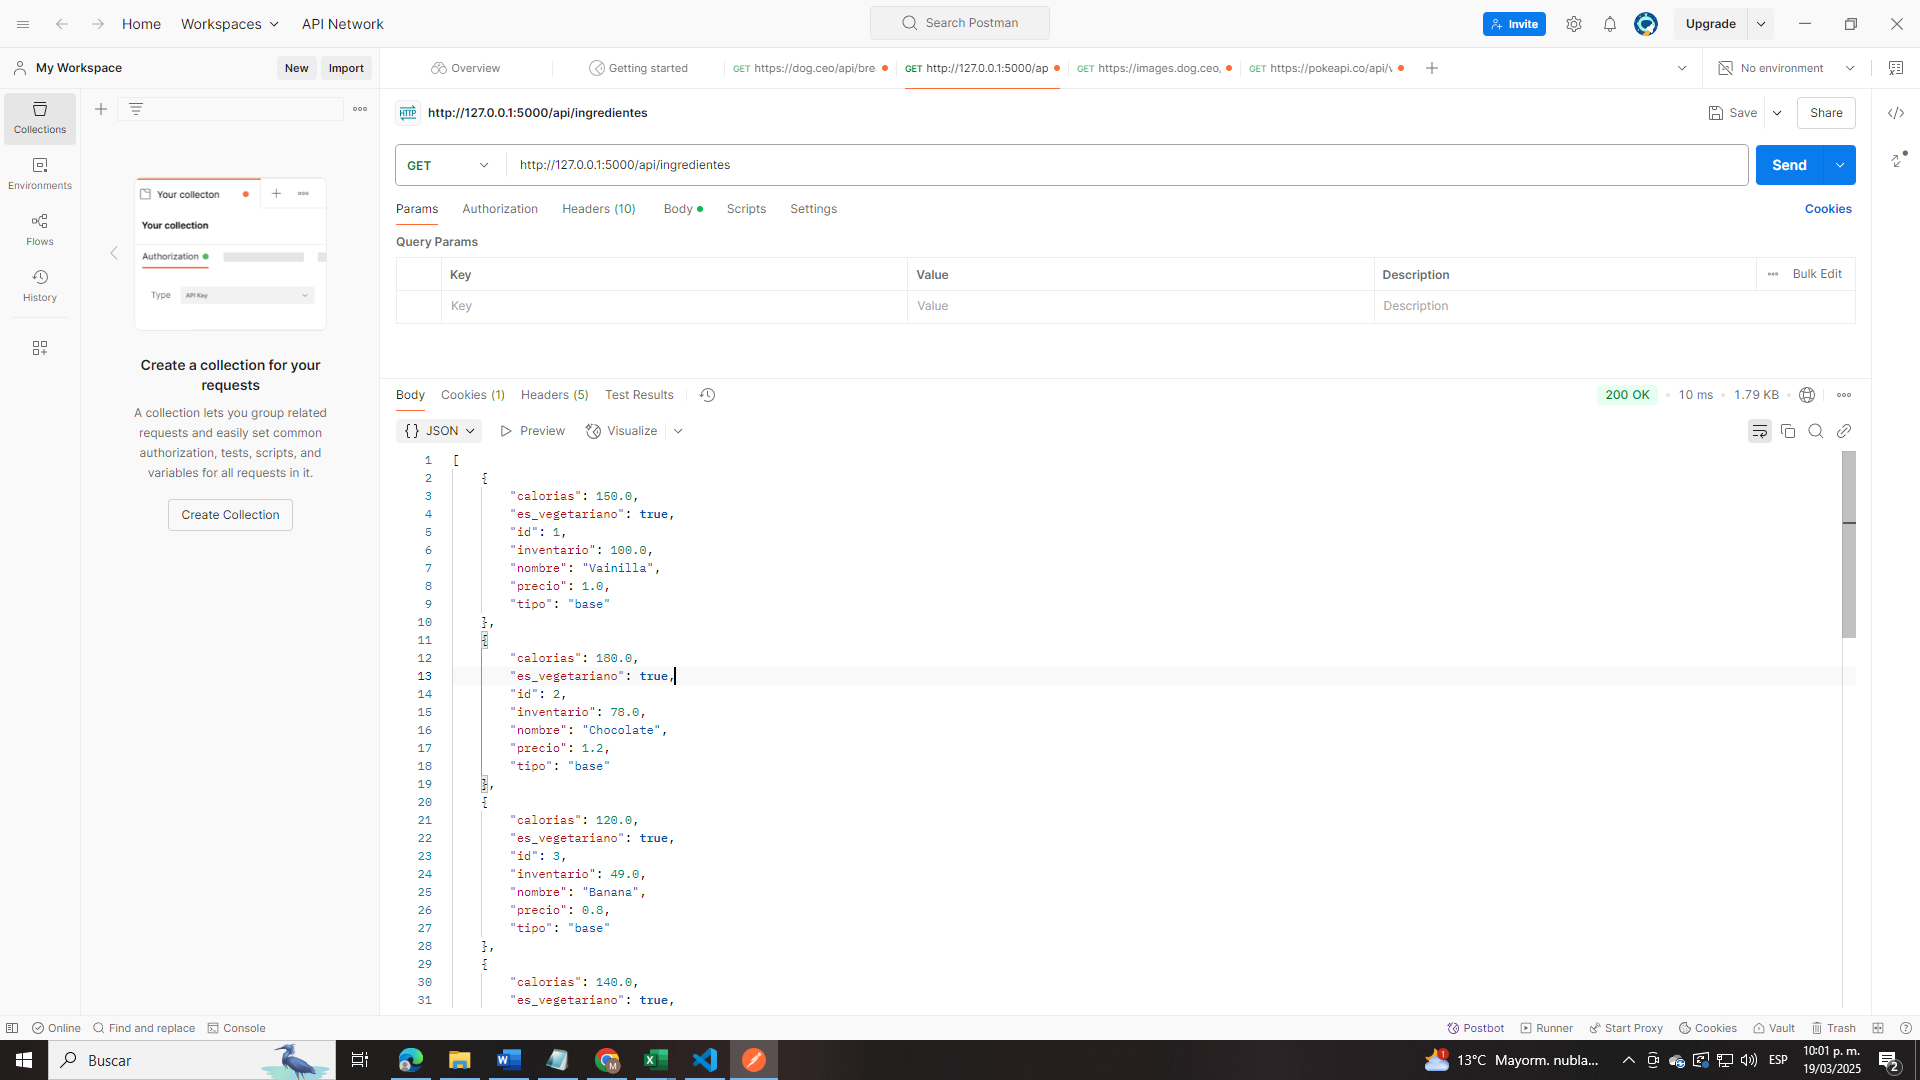 Home Workspaces API Network Search Postman Invite Upgrade
My Workspace New Import Overview Getting started GET https://dog.ceo/api/bre GET http://127.0.0.1:5000/ap GET https://images.dog.ceo, GET https://pokeapi.co/api/v No environment
Collections
Environments
Flows
History
Your collecton
Your collection
Authorization
Type API Key
Create a collection for your
requests
A collection lets you group related
requests and easily set common
authorization, tests, scripts, and
variables for all requests in it.
Create Collection
HTTP http://127.0.0.1:5000/api/ingredientes Save Share
GET http://127.0.0.1:5000/api/ingredientes Send
Params Authorization Headers (10) Body Scripts Settings Cookies
Query Params
Key Value Description Bulk Edit
Key Value Description
Body Cookies (1) Headers (5) Test Results 200 OK 10 ms 1.79 KB
{} JSON Preview Visualize
1 [
2 {
3 "calorias": 150.0,
4 "es_vegetariano": true,
5 "id": 1,
6 "inventario": 100.0,
7 "nombre": "Vainilla",
8 "precio": 1.0,
9 "tipo": "base"
10 },
11 {
12 "calorias": 180.0,
13 "es_vegetariano": true,
14 "id": 2,
15 "inventario": 78.0,
16 "nombre": "Chocolate",
17 "precio": 1.2,
18 "tipo": "base"
19 },
20 {
21 "calorias": 120.0,
22 "es_vegetariano": true,
23 "id": 3,
24 "inventario": 49.0,
25 "nombre": "Banana",
26 "precio": 0.8,
27 "tipo": "base"
28 },
29 {
30 "calorias": 140.0,
31 "es_vegetariano": true,
Online Find and replace Console Postbot Runner Start Proxy Cookies Vault Trash
Buscar 1 13°C Mayorm. nubla... ESP 10:01 p. m.
19/03/2025 2